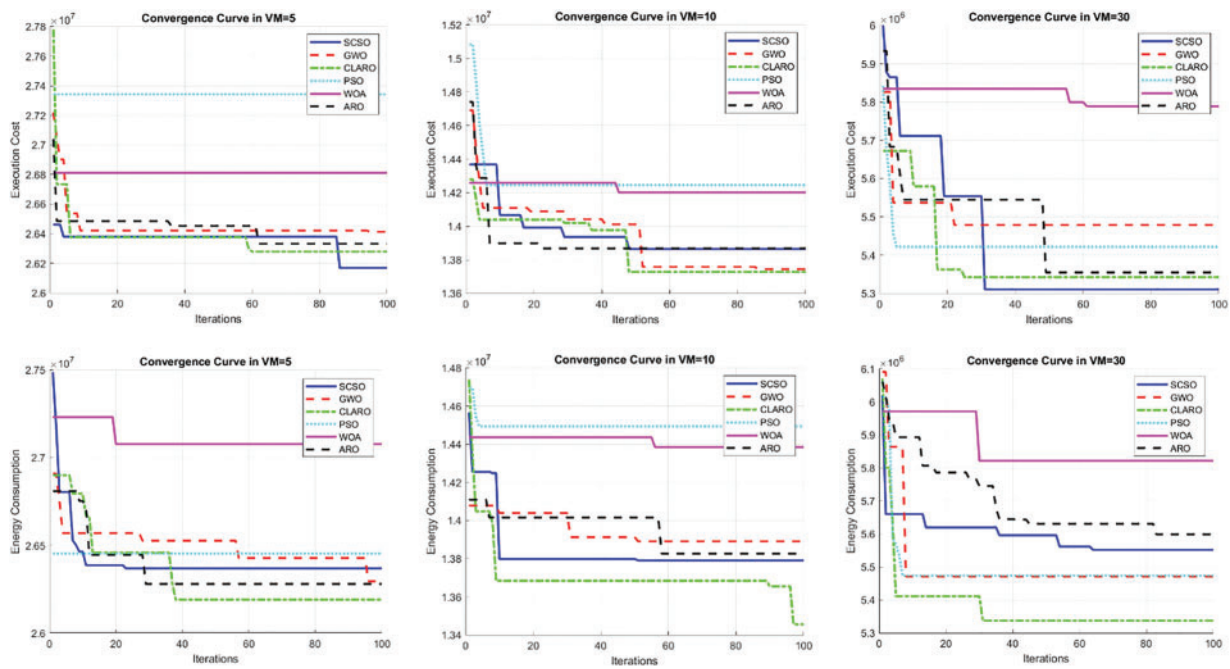 Convergence Curve in VM=5
×10⁷
2.78
2.76
2.74
2.72
2.7
2.68
2.66
2.64
2.62
2.6
Execution Cost
0 20 40 60 80 100
Iterations
SCSO
GWO
CLARO
PSO
WOA
ARO
Convergence Curve in VM=10
×10⁷
1.52
1.5
1.48
1.46
1.44
1.42
1.4
1.38
1.36
Execution Cost
0 20 40 60 80 100
Iterations
SCSO
GWO
CLARO
PSO
WOA
ARO
Convergence Curve in VM=30
×10⁶
6
5.9
5.8
5.7
5.6
5.5
5.4
5.3
Execution Cost
0 20 40 60 80 100
Iterations
SCSO
GWO
CLARO
PSO
WOA
ARO
Convergence Curve in VM=5
×10⁷
2.75
2.7
2.65
2.6
Energy Consumption
0 20 40 60 80 100
Iterations
SCSO
GWO
CLARO
PSO
WOA
ARO
Convergence Curve in VM=10
×10⁷
1.48
1.46
1.44
1.42
1.4
1.38
1.36
1.34
Energy Consumption
0 20 40 60 80 100
Iterations
SCSO
GWO
CLARO
PSO
WOA
ARO
Convergence Curve in VM=30
×10⁶
6.1
6
5.9
5.8
5.7
5.6
5.5
5.4
5.3
Energy Consumption
0 20 40 60 80 100
Iterations
SCSO
GWO
CLARO
PSO
WOA
ARO